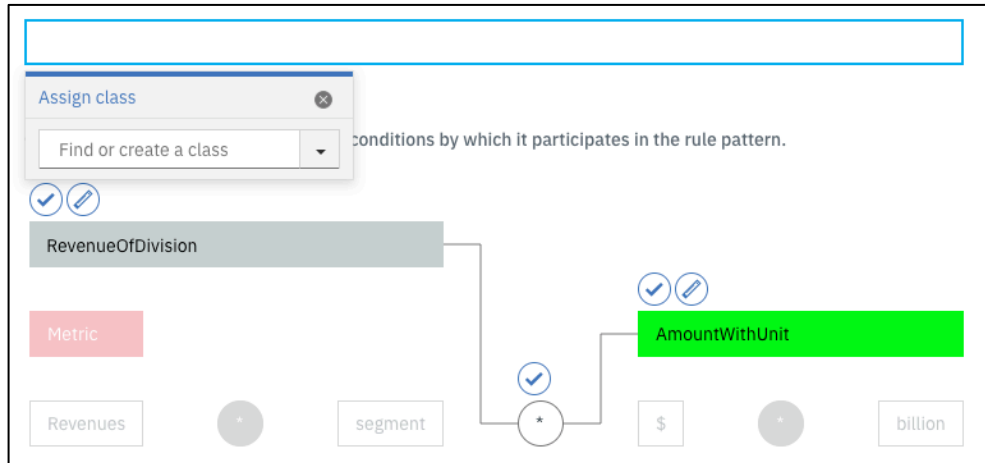 Assign class
Find or create a class
conditions by which it participates in the rule pattern.
RevenueOfDivision
Metric
AmountWithUnit
Revenues * segment * $ * billion